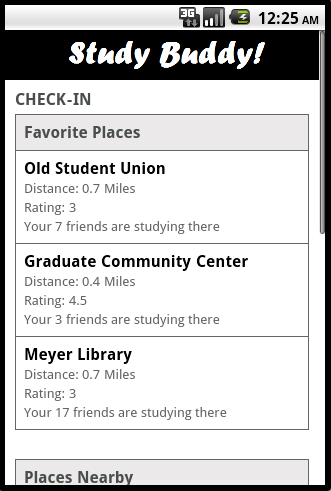 3G 12:25 AM
Study Buddy!
CHECK-IN
Favorite Places
Old Student Union
Distance: 0.7 Miles
Rating: 3
Your 7 friends are studying there
Graduate Community Center
Distance: 0.4 Miles
Rating: 4.5
Your 3 friends are studying there
Meyer Library
Distance: 0.7 Miles
Rating: 3
Your 17 friends are studying there
Places Nearby